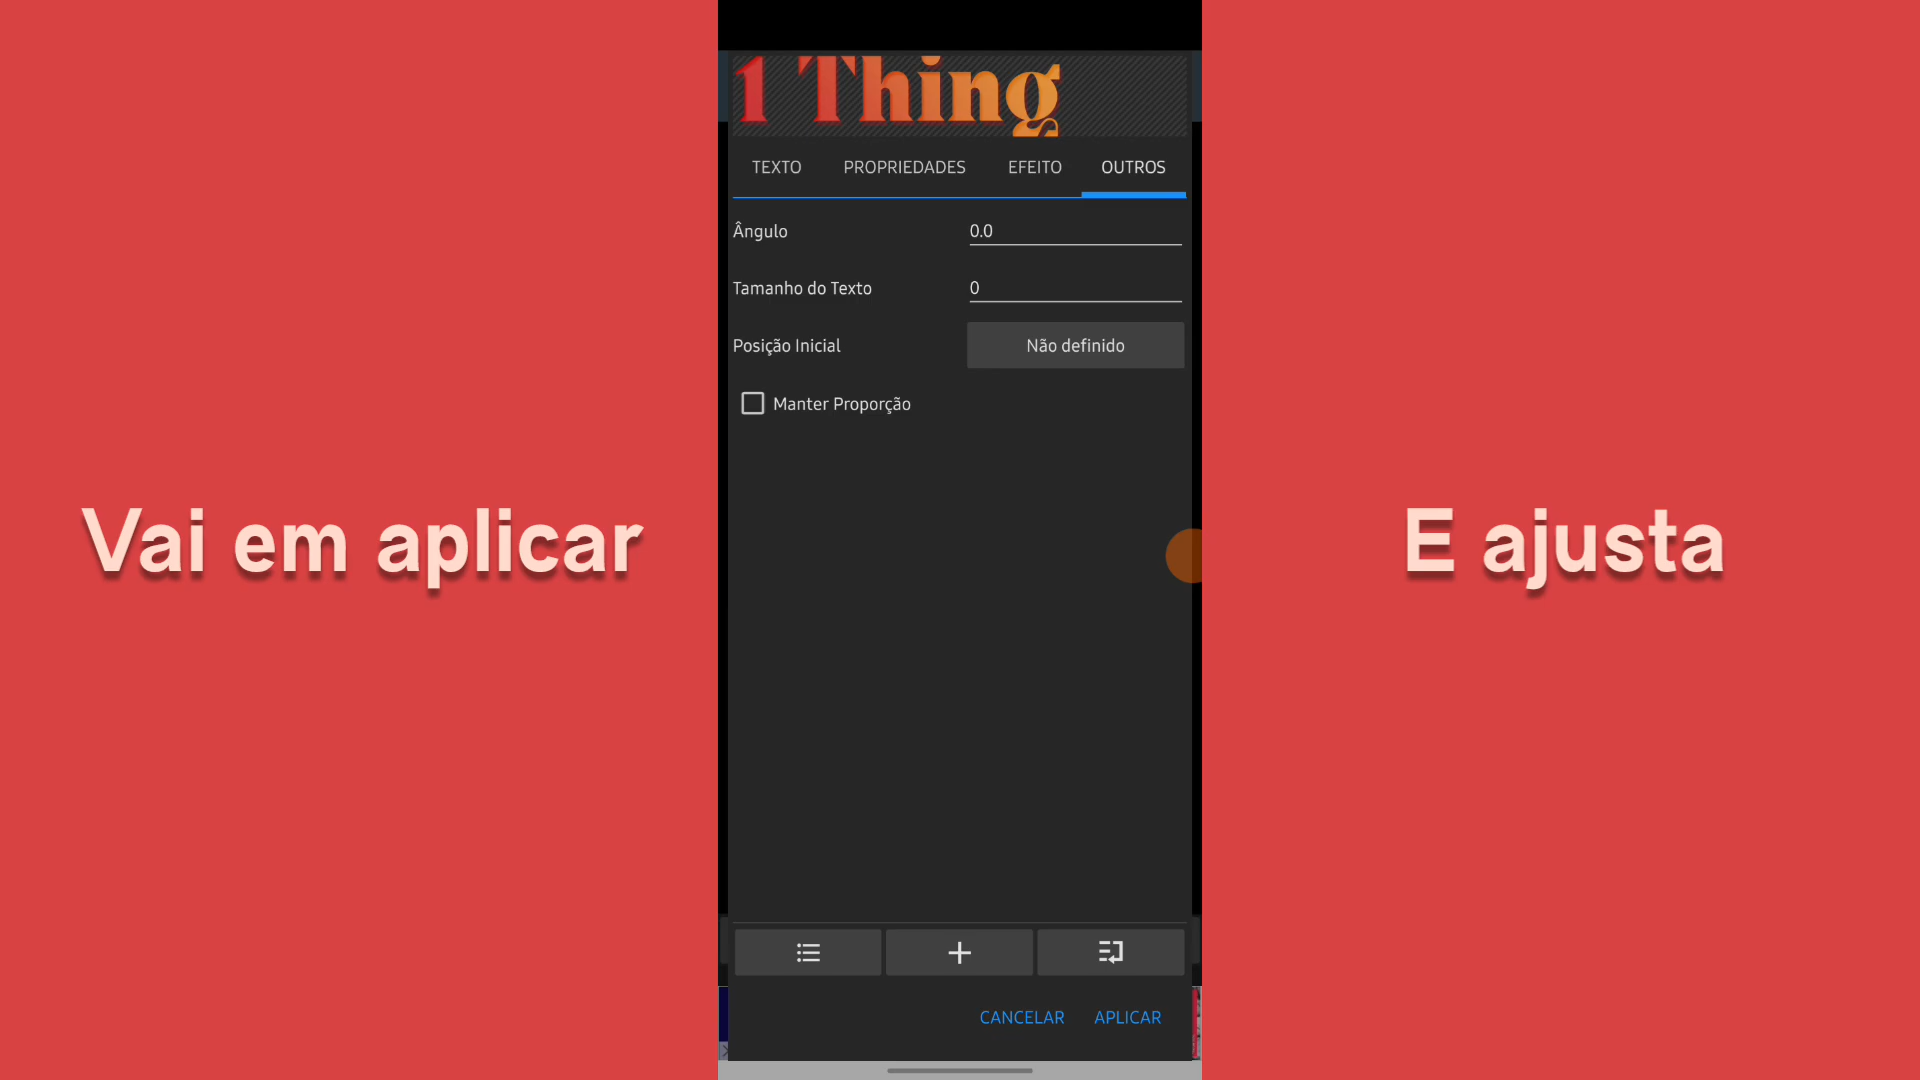 1 Thing
TEXTO PROPRIEDADES EFEITO OUTROS
Ângulo 0.0
Tamanho do Texto 0
Posição Inicial Não definido
Manter Proporção
Vai em aplicar
E ajusta
CANCELAR APLICAR